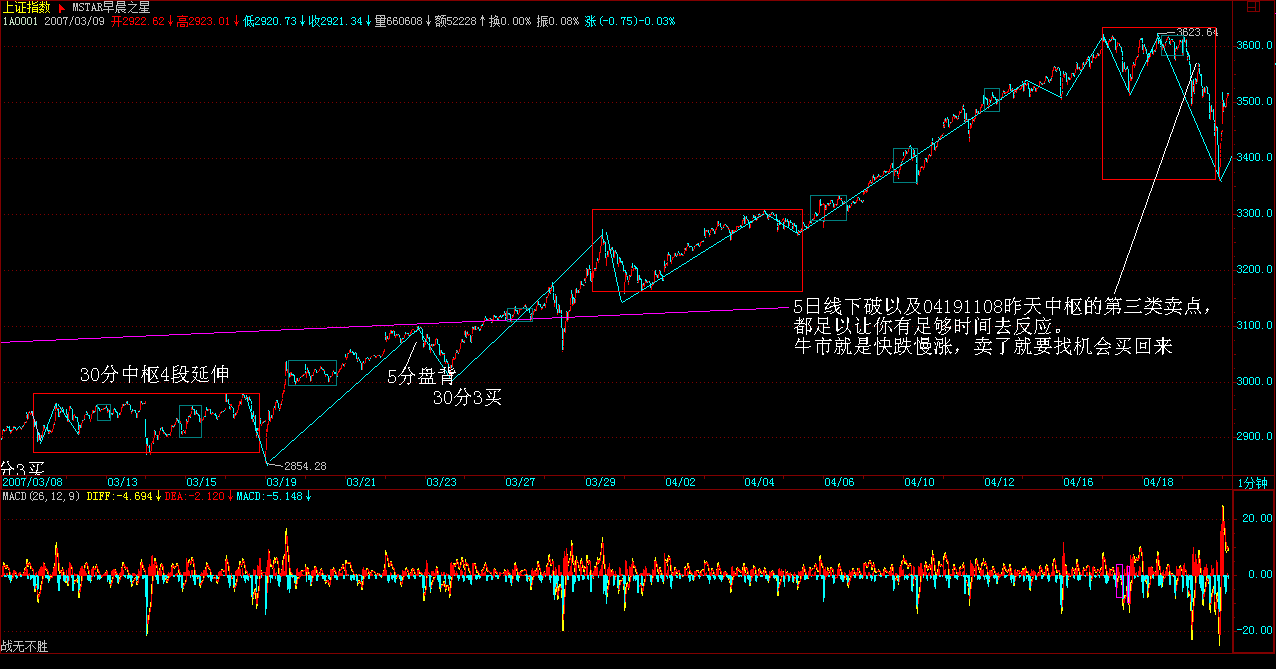 上证指数 MSTAR早晨之星
1A0001 2007/03/09 开2922.82↓高2923.01↓低2920.73↓收2921.34↓量660608↓额52228↑换0.00% 振0.08% 涨(-0.75)-0.03%
3623.64
3600.0
3500.0
3400.0
3300.0
3200.0
3100.0
3000.0
2900.0
5日线下破以及04191108昨天中枢的第三类卖点，
都足以让你有足够时间去反应。
牛市就是快跌慢涨，卖了就要找机会买回来
30分中枢4段延伸
5分盘背
30分3买
分3买
2854.28
2007/03/08 03/13 03/15 03/19 03/21 03/23 03/27 03/29 04/02 04/04 04/06 04/10 04/12 04/16 04/18 1分钟
MACD(26,12,9) DIFF:-4.694↓DEA:-2.120↓MACD:-5.148↓
20.00
0.00
-20.00
战无不胜